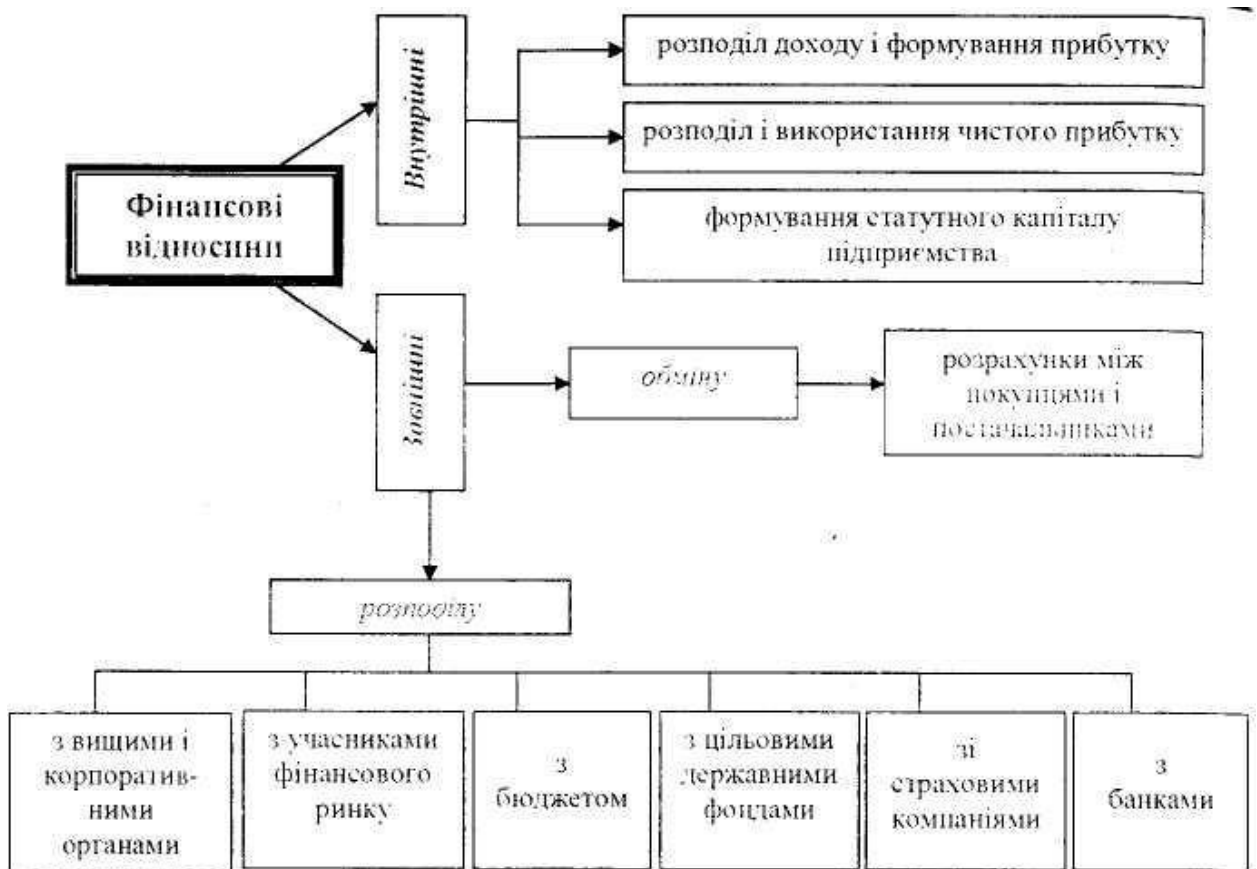 Внутрішні
розподіл доходу і формування прибутку
розподіл і використання чистого прибутку
формування статутного капіталу
підприємства
Фінансові
відносини
Зовнішні
обміну
розрахунки між
покупцями і
постачальниками
розподілу
з вищими і
корпоратив-
ними
органами
з учасниками
фінансового
ринку
з
бюджетом
з цільовими
державними
фондами
зі
страховими
компаніями
з
банками